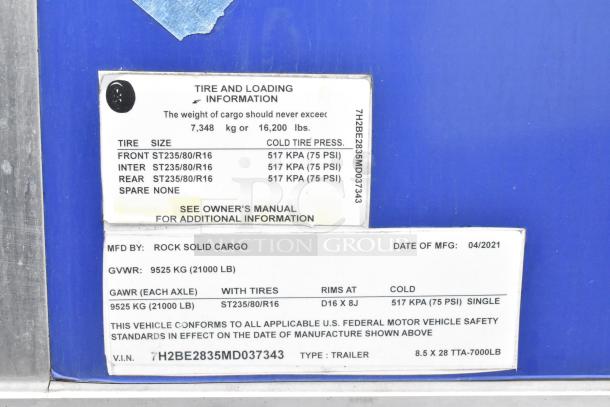 TIRE AND LOADING
INFORMATION
The weight of cargo should never exceed
7,348 kg or 16,200 lbs.
TIRE SIZE COLD TIRE PRESS.
FRONT ST235/80/R16 517 KPA (75 PSI)
INTER ST235/80/R16 517 KPA (75 PSI)
REAR ST235/80/R16 517 KPA (75 PSI)
SPARE NONE
SEE OWNER'S MANUAL
FOR ADDITIONAL INFORMATION
7H2BE2835MD037343
AUCTION GROUP
MFD BY: ROCK SOLID CARGO DATE OF MFG: 04/2021
GVWR: 9525 KG (21000 LB)
GAWR (EACH AXLE) WITH TIRES RIMS AT COLD
9525 KG (21000 LB) ST235/80/R16 D16 X 8J 517 KPA (75 PSI) SINGLE
THIS VEHICLE CONFORMS TO ALL APPLICABLE U.S. FEDERAL MOTOR VEHICLE SAFETY
STANDARDS IN EFFECT ON THE DATE OF MANUFACTURE SHOWN ABOVE
V.I.N. 7H2BE2835MD037343 TYPE : TRAILER 8.5 X 28 TTA-7000LB